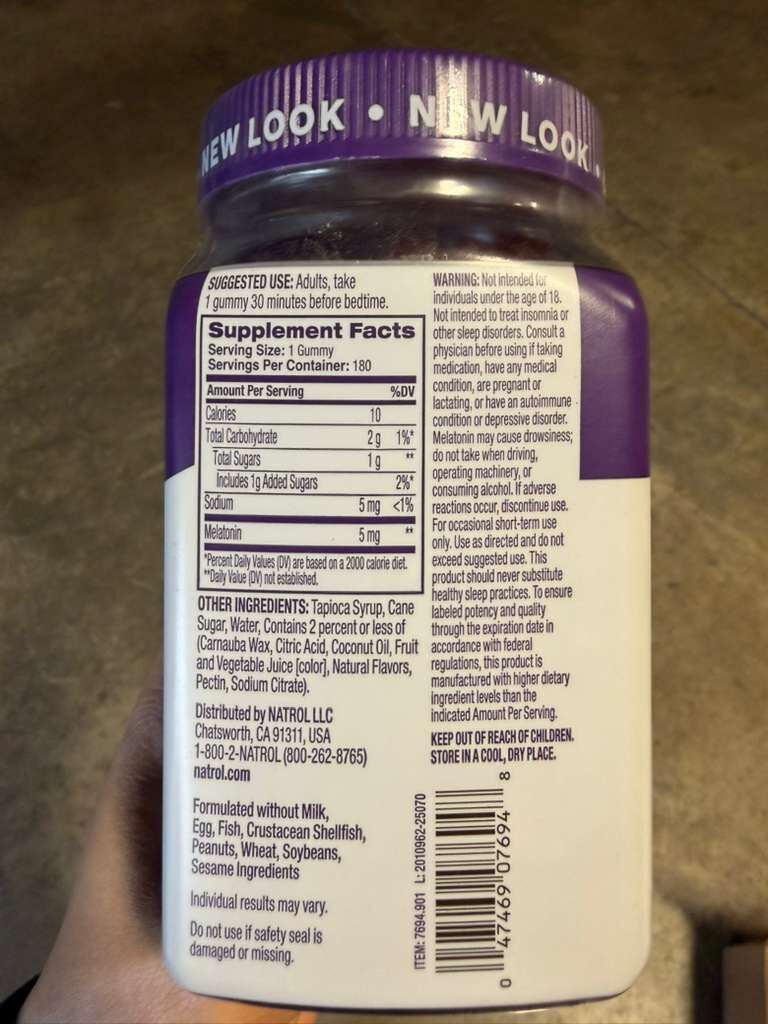 NEW LOOK • NEW LOOK •
SUGGESTED USE: Adults, take
1 gummy 30 minutes before bedtime.
Supplement Facts
Serving Size: 1 Gummy
Servings Per Container: 180
Amount Per Serving %DV
Calories 10
Total Carbohydrate 2 g 1%*
Total Sugars 1 g **
Includes 1g Added Sugars 2%*
Sodium 5 mg <1%
Melatonin 5 mg **
*Percent Daily Values (DV) are based on a 2000 calorie diet.
**Daily Value (DV) not established.
OTHER INGREDIENTS: Tapioca Syrup, Cane
Sugar, Water, Contains 2 percent or less of
(Carnauba Wax, Citric Acid, Coconut Oil, Fruit
and Vegetable Juice [color], Natural Flavors,
Pectin, Sodium Citrate).
Distributed by NATROL LLC
Chatsworth, CA 91311, USA
1-800-2-NATROL (800-262-8765)
natrol.com
Formulated without Milk,
Egg, Fish, Crustacean Shellfish,
Peanuts, Wheat, Soybeans,
Sesame Ingredients
Individual results may vary.
Do not use if safety seal is
damaged or missing.
WARNING: Not intended for
individuals under the age of 18.
Not intended to treat insomnia or
other sleep disorders. Consult a
physician before using if taking
medication, have any medical
condition, are pregnant or
lactating, or have an autoimmune
condition or depressive disorder.
Melatonin may cause drowsiness;
do not take when driving,
operating machinery, or
consuming alcohol. If adverse
reactions occur, discontinue use.
For occasional short-term use
only. Use as directed and do not
exceed suggested use. This
product should never substitute
healthy sleep practices. To ensure
labeled potency and quality
through the expiration date in
accordance with federal
regulations, this product is
manufactured with higher dietary
ingredient levels than the
indicated Amount Per Serving.
KEEP OUT OF REACH OF CHILDREN.
STORE IN A COOL, DRY PLACE.
ITEM: 7694.901 L: 2010962-25070
0 47469 07694 8